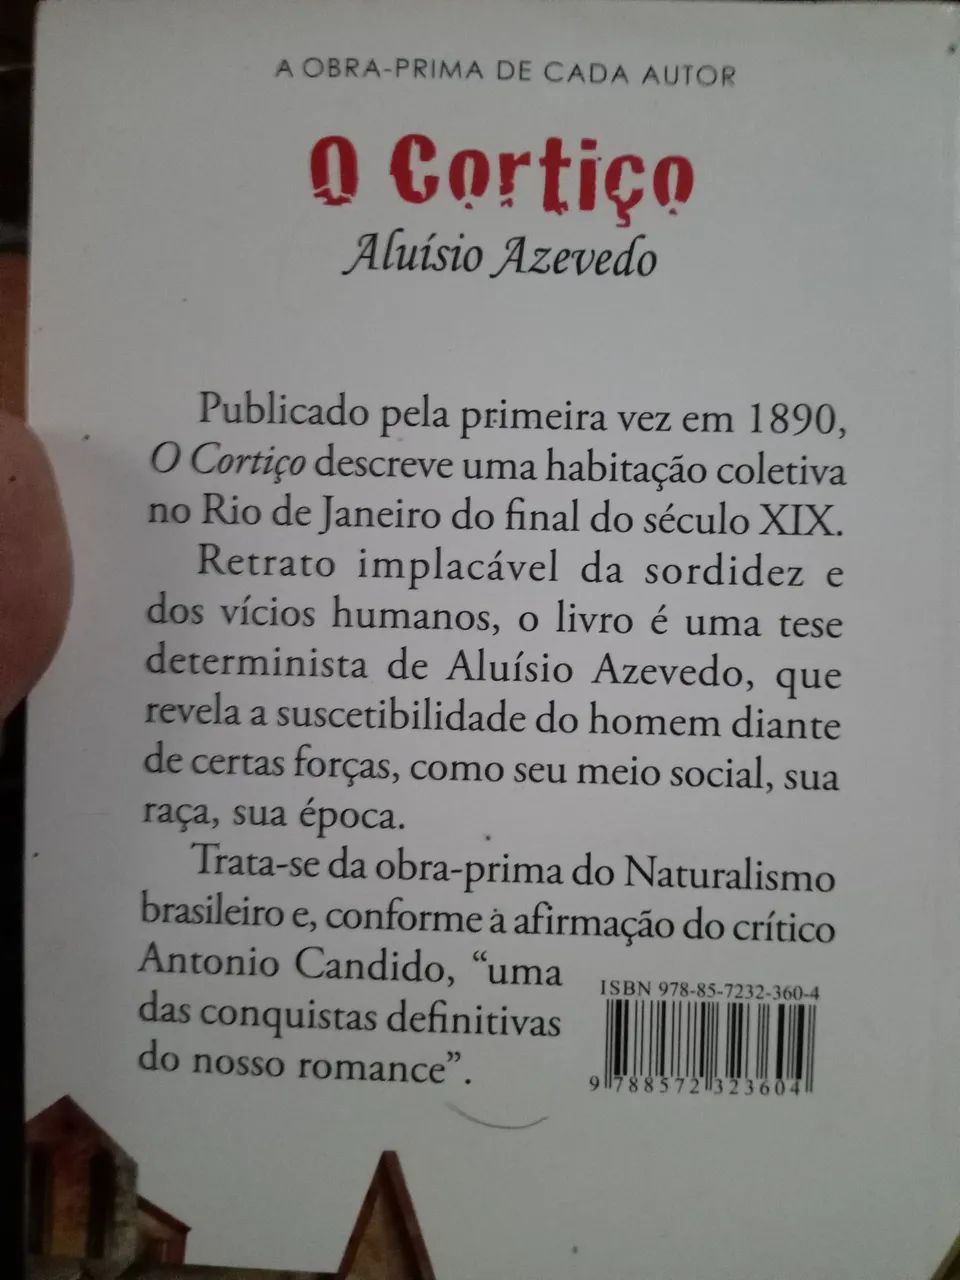 A OBRA-PRIMA DE CADA AUTOR
O Cortiço
Aluísio Azevedo
Publicado pela primeira vez em 1890,
O Cortiço descreve uma habitação coletiva
no Rio de Janeiro do final do século XIX.
Retrato implacável da sordidez e
dos vícios humanos, o livro é uma tese
determinista de Aluísio Azevedo, que
revela a suscetibilidade do homem diante
de certas forças, como seu meio social, sua
raça, sua época.
Trata-se da obra-prima do Naturalismo
brasileiro e, conforme a afirmação do crítico
Antonio Candido, “uma
das conquistas definitivas
do nosso romance”.
ISBN 978-85-7232-360-4
9 788572 323604